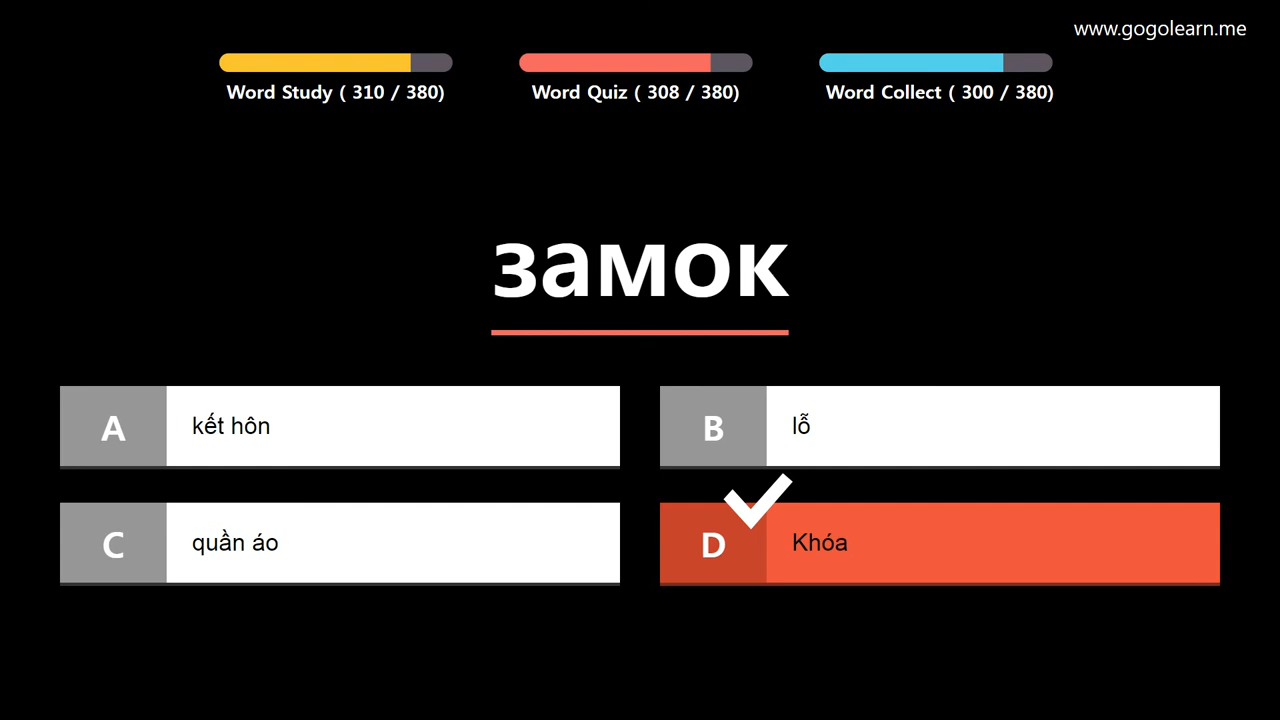 www.gogolearn.me
Word Study ( 310 / 380)
Word Quiz ( 308 / 380)
Word Collect ( 300 / 380)
замок
A
kết hôn
B
lỗ
C
quần áo
D
Khóa